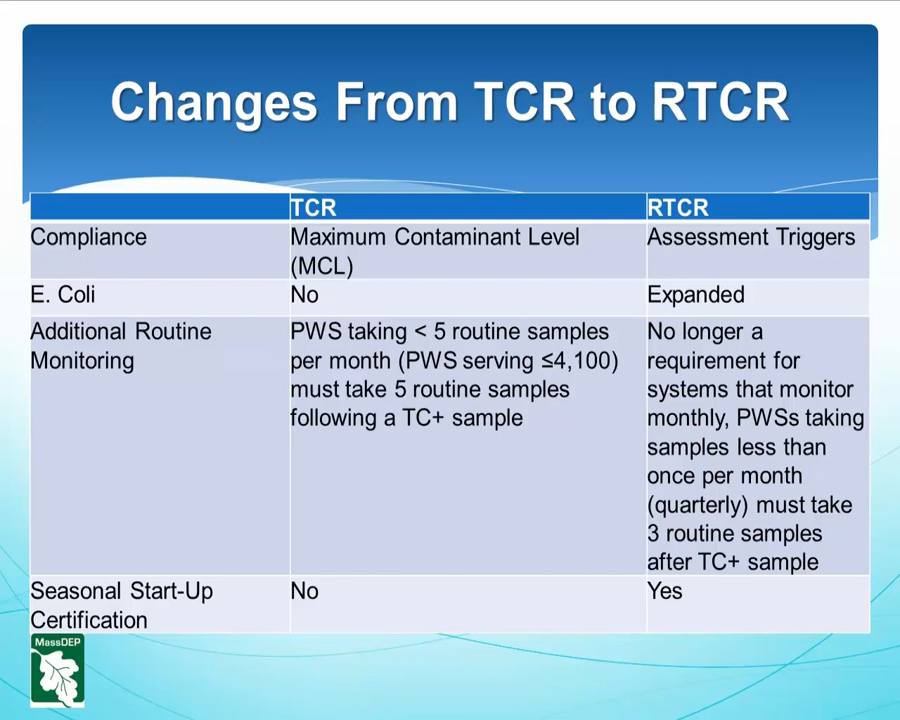 Changes From TCR to RTCR
TCR
RTCR
Compliance
Maximum Contaminant Level
(MCL)
Assessment Triggers
E. Coli
No
Expanded
Additional Routine
Monitoring
PWS taking < 5 routine samples
per month (PWS serving ≤4,100)
must take 5 routine samples
following a TC+ sample
No longer a
requirement for
systems that monitor
monthly, PWSs taking
samples less than
once per month
(quarterly) must take
3 routine samples
after TC+ sample
Seasonal Start-Up
Certification
No
Yes
MassDEP